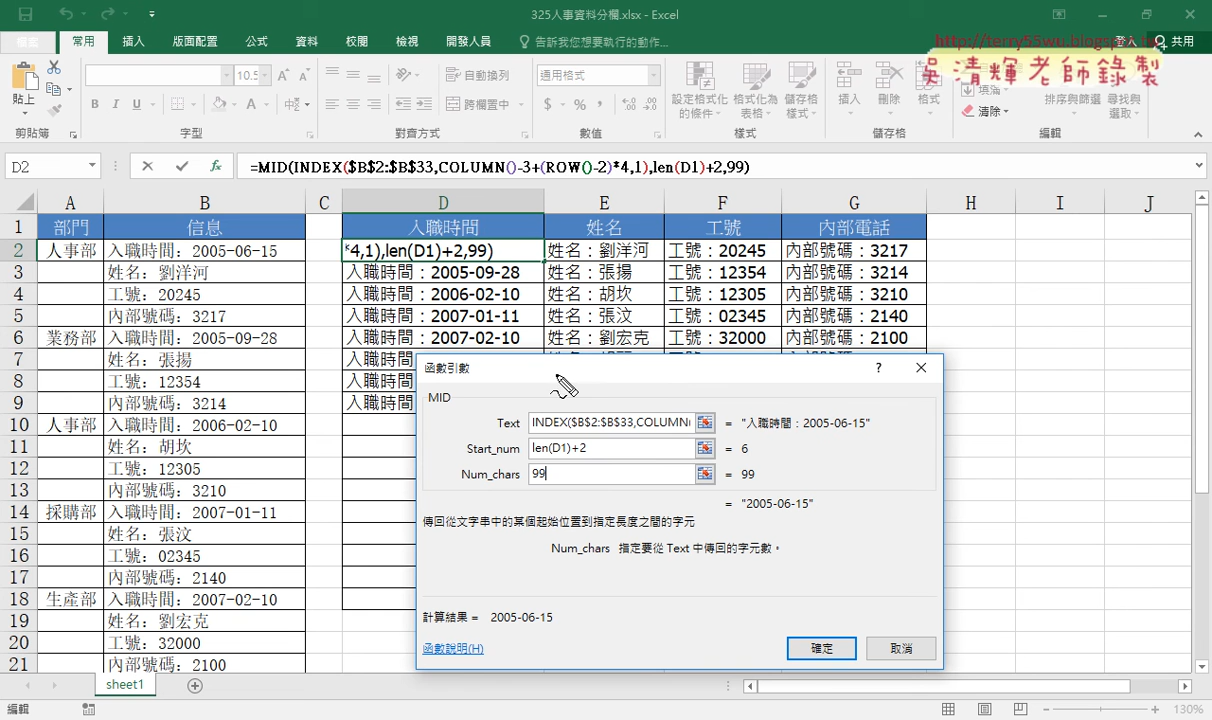 325人事資料分欄.xlsx - Excel
檔案 常用 插入 版面配置 公式 資料 校閱 檢視 開發人員 告訴我您想要執行的動作... 登入 共用
http://terry55wu.blogspot.tw
吳清輝老師錄製
貼上 10.5 自動換列 通用格式 設定格式化的條件 格式化為表格 儲存格樣式 插入 刪除 格式 填滿 清除 排序與篩選 尋找與選取
B I U 跨欄置中 $ % ,
剪貼簿 字型 對齊方式 數值 樣式 儲存格 編輯
D2 fx =MID(INDEX($B$2:$B$33,COLUMN()-3+(ROW()-2)*4,1),len(D1)+2,99)
A B C D E F G H I J
1 部門 信息 入職時間 姓名 工號 內部電話
2 人事部 入職時間：2005-06-15 *4,1),len(D1)+2,99) 姓名：劉洋河 工號：20245 內部號碼：3217
3 姓名：劉洋河 入職時間：2005-09-28 姓名：張揚 工號：12354 內部號碼：3214
4 工號：20245 入職時間：2006-02-10 姓名：胡坎 工號：12305 內部號碼：3210
5 內部號碼：3217 入職時間：2007-01-11 姓名：張汶 工號：02345 內部號碼：2140
6 業務部 入職時間：2005-09-28 入職時間：2007-02-10 姓名：劉宏克 工號：32000 內部號碼：2100
7 姓名：張揚 入職時間
8 工號：12354 入職時間
9 內部號碼：3214 入職時間
10 人事部 入職時間：2006-02-10
11 姓名：胡坎
12 工號：12305
13 內部號碼：3210
14 採購部 入職時間：2007-01-11
15 姓名：張汶
16 工號：02345
17 內部號碼：2140
18 生產部 入職時間：2007-02-10
19 姓名：劉宏克
20 工號：32000
21 內部號碼：2100
函數引數 ?
MID
Text INDEX($B$2:$B$33,COLUMN( = "入職時間：2005-06-15"
Start_num len(D1)+2 = 6
Num_chars 99 = 99
= "2005-06-15"
傳回從文字串中的某個起始位置到指定長度之間的字元
Num_chars 指定要從 Text 中傳回的字元數。
計算結果 = 2005-06-15
函數說明(H) 確定 取消
sheet1
編輯 130%